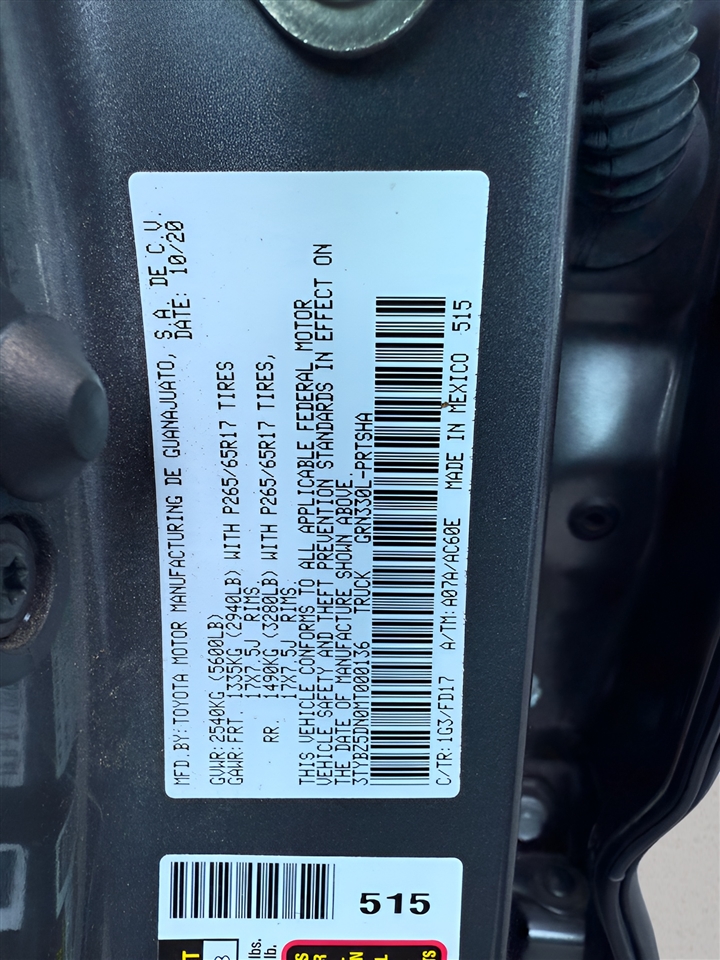 MFD.BY:TOYOTA MOTOR MANUFACTURING DE GUANAJUATO, S.A. DE C.V.
DATE: 10/20
GVWR:2540KG (5600LB)
GAWR:FRT. 1335KG (2940LB) WITH P265/65R17 TIRES
17X7.5J RIMS,
RR. 1490KG (3280LB) WITH P265/65R17 TIRES,
17X7.5J RIMS
THIS VEHICLE CONFORMS TO ALL APPLICABLE FEDERAL MOTOR
VEHICLE SAFETY AND THEFT PREVENTION STANDARDS IN EFFECT ON
THE DATE OF MANUFACTURE SHOWN ABOVE.
3TYBZ5DN0MT000136 TRUCK GRN330L-PRTSHA
C/TR:1G3/FD17 A/TM:A07A/AC60E MADE IN MEXICO 515
515
lbs.
lb.